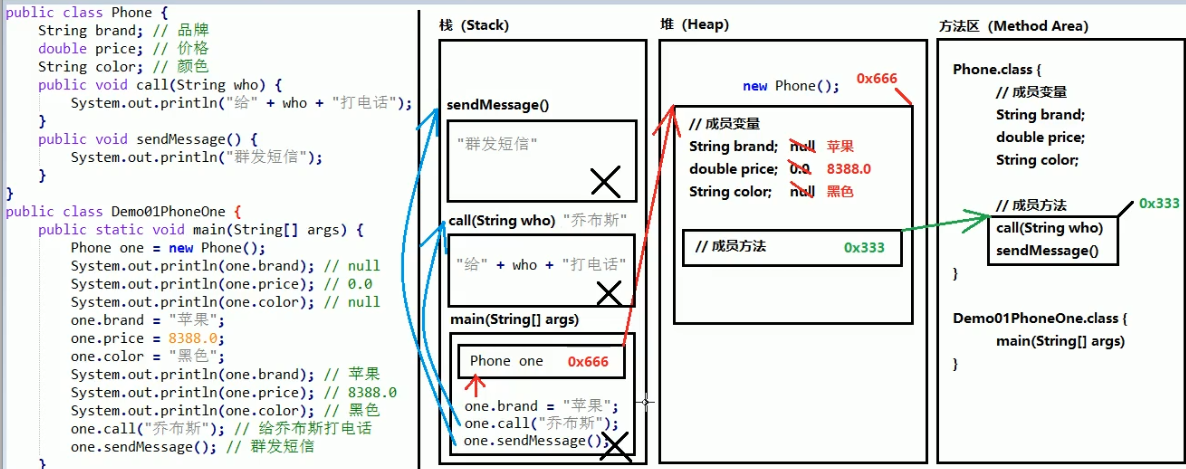 public class Phone {
String brand; // 品牌
double price; // 价格
String color; // 颜色
public void call(String who) {
System.out.println("给" + who + "打电话");
}
public void sendMessage() {
System.out.println("群发短信");
}
}
public class Demo01PhoneOne {
public static void main(String[] args) {
Phone one = new Phone();
System.out.println(one.brand); // null
System.out.println(one.price); // 0.0
System.out.println(one.color); // null
one.brand = "苹果";
one.price = 8388.0;
one.color = "黑色";
System.out.println(one.brand); // 苹果
System.out.println(one.price); // 8388.0
System.out.println(one.color); // 黑色
one.call("乔布斯"); // 给乔布斯打电话
one.sendMessage(); // 群发短信
}
栈（Stack)
sendMessage()
"群发短信"
call(String who) "乔布斯"
"给" + who + "打电话"
main(String[] args)
Phone one 0x666
one.brand = "苹果";
one.call("乔布斯");
one.sendMessage();
堆（Heap)
new Phone(); 0x666
// 成员变量
String brand; null 苹果
double price; 0.0 8388.0
String color; null 黑色
// 成员方法 0x333
方法区（Method Area)
Phone.class {
// 成员变量
String brand;
double price;
String color;
// 成员方法 0x333
call(String who)
sendMessage()
}
Demo01PhoneOne.class {
main(String[] args)
}